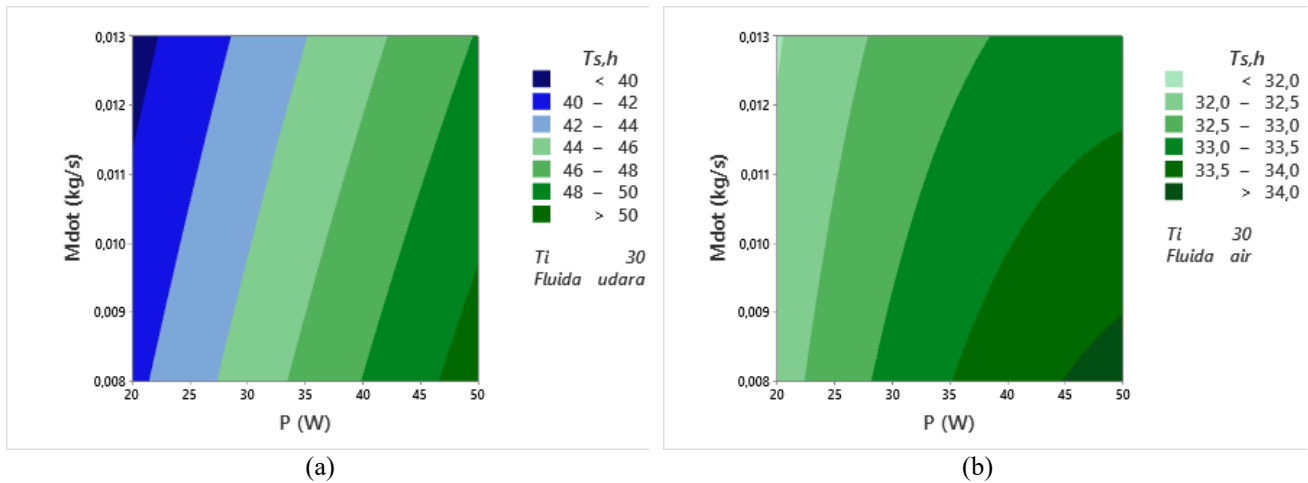 0,013
0,012
0,011
0,010
0,009
0,008
Mdot (kg/s)
20 25 30 35 40 45 50
P (W)
Ts,h
< 40
40 – 42
42 – 44
44 – 46
46 – 48
48 – 50
> 50
Ti 30
Fluida udara
(a)
0,013
0,012
0,011
0,010
0,009
0,008
Mdot (kg/s)
20 25 30 35 40 45 50
P (W)
Ts,h
< 32,0
32,0 – 32,5
32,5 – 33,0
33,0 – 33,5
33,5 – 34,0
> 34,0
Ti 30
Fluida air
(b)